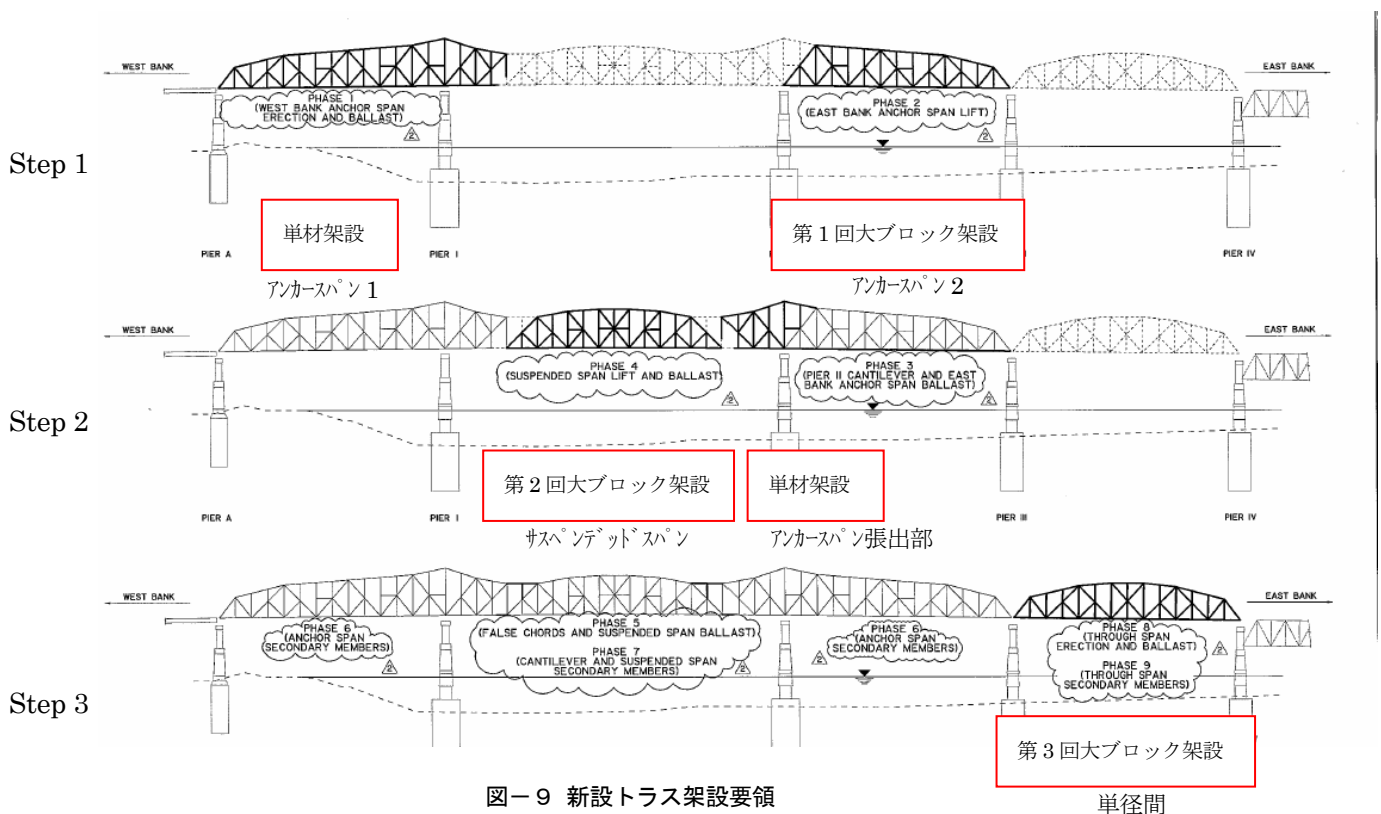 WEST BANK
EAST BANK
PHASE 1
(WEST BANK ANCHOR SPAN
ERECTION AND BALLAST)
2
PHASE 2
(EAST BANK ANCHOR SPAN LIFT)
2
Step 1
単材架設
第1回大ブロック架設
PIER A
PIER I
PIER IV
アンカースパン 1
アンカースパン 2
WEST BANK
EAST BANK
PHASE 4
(SUSPENDED SPAN LIFT AND BALLAST)
2
PHASE 3
(PIER II CANTILEVER AND EAST
BANK ANCHOR SPAN BALLAST)
2
Step 2
第2回大ブロック架設
単材架設
PIER A
PIER I
PIER III
PIER IV
サスペンデッドスパン
アンカースパン張出部
WEST BANK
EAST BANK
PHASE 6
(ANCHOR SPAN
SECONDARY MEMBERS)
2
PHASE 5
(FALSE CHORDS AND SUSPENDED SPAN BALLAST)
PHASE 7
(CANTILEVER AND SUSPENDED SPAN
SECONDARY MEMBERS)
2
PHASE 6
(ANCHOR SPAN
SECONDARY MEMBERS)
2
PHASE 8
(THROUGH SPAN
ERECTION AND BALLAST)
PHASE 9
(THROUGH SPAN
SECONDARY MEMBERS)
2
Step 3
第3回大ブロック架設
単径間
図－9 新設トラス架設要領